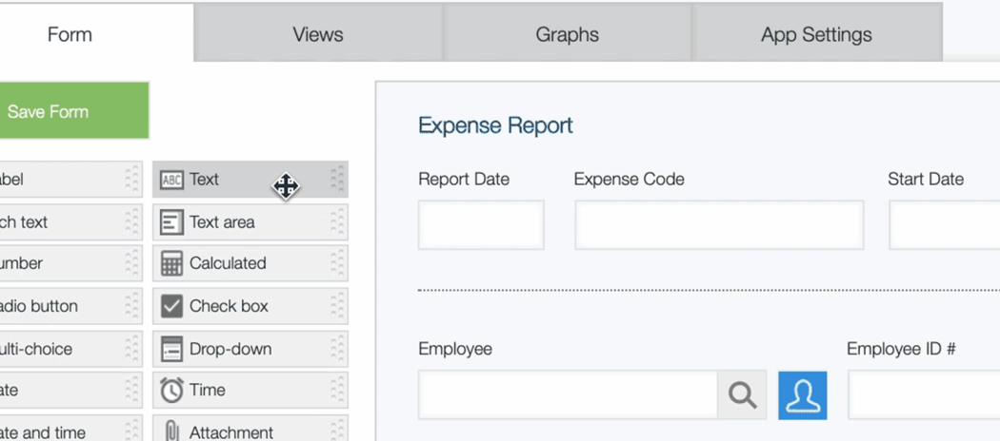 Form Views Graphs App Settings
Save Form
Expense Report
Report Date Expense Code Start Date
abel ABC Text
ch text Text area
umber Calculated
adio button Check box
ulti-choice Drop-down
ate Time
ate and time Attachment
Employee Employee ID #